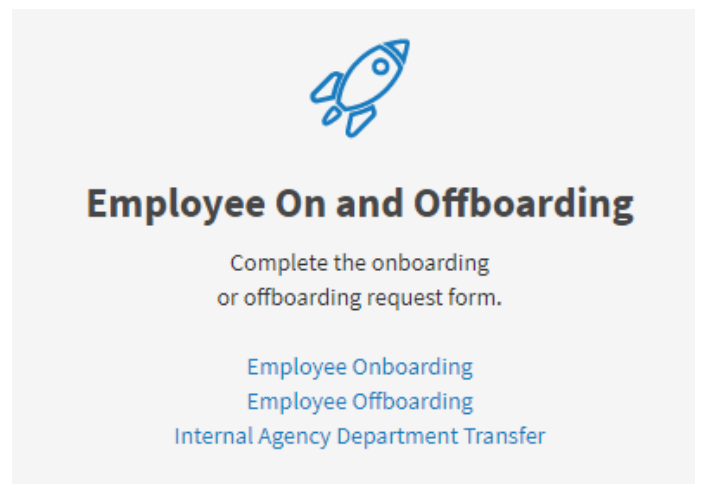 Employee On and Offboarding
Complete the onboarding
or offboarding request form.
Employee Onboarding
Employee Offboarding
Internal Agency Department Transfer